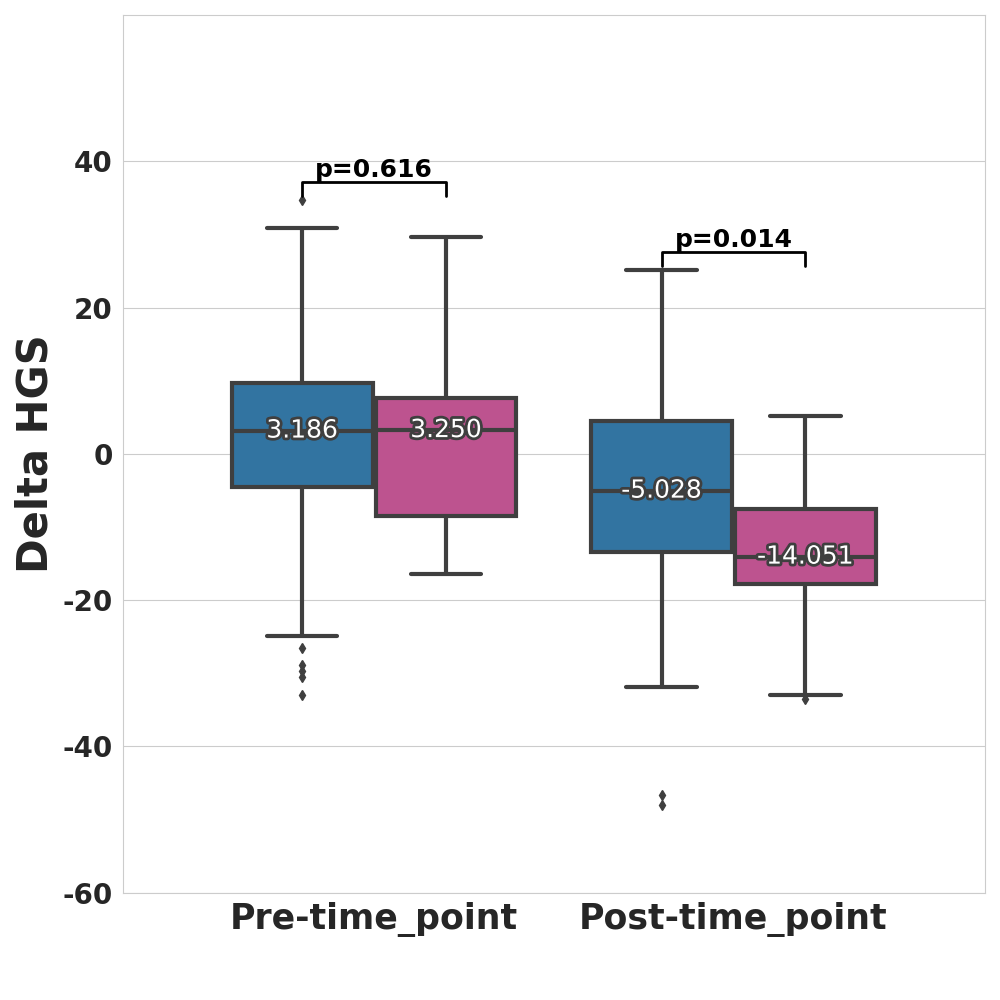 Delta HGS
40
20
0
-20
-40
-60
p=0.616
p=0.014
3.186
3.250
-5.028
-14.051
Pre-time_point
Post-time_point